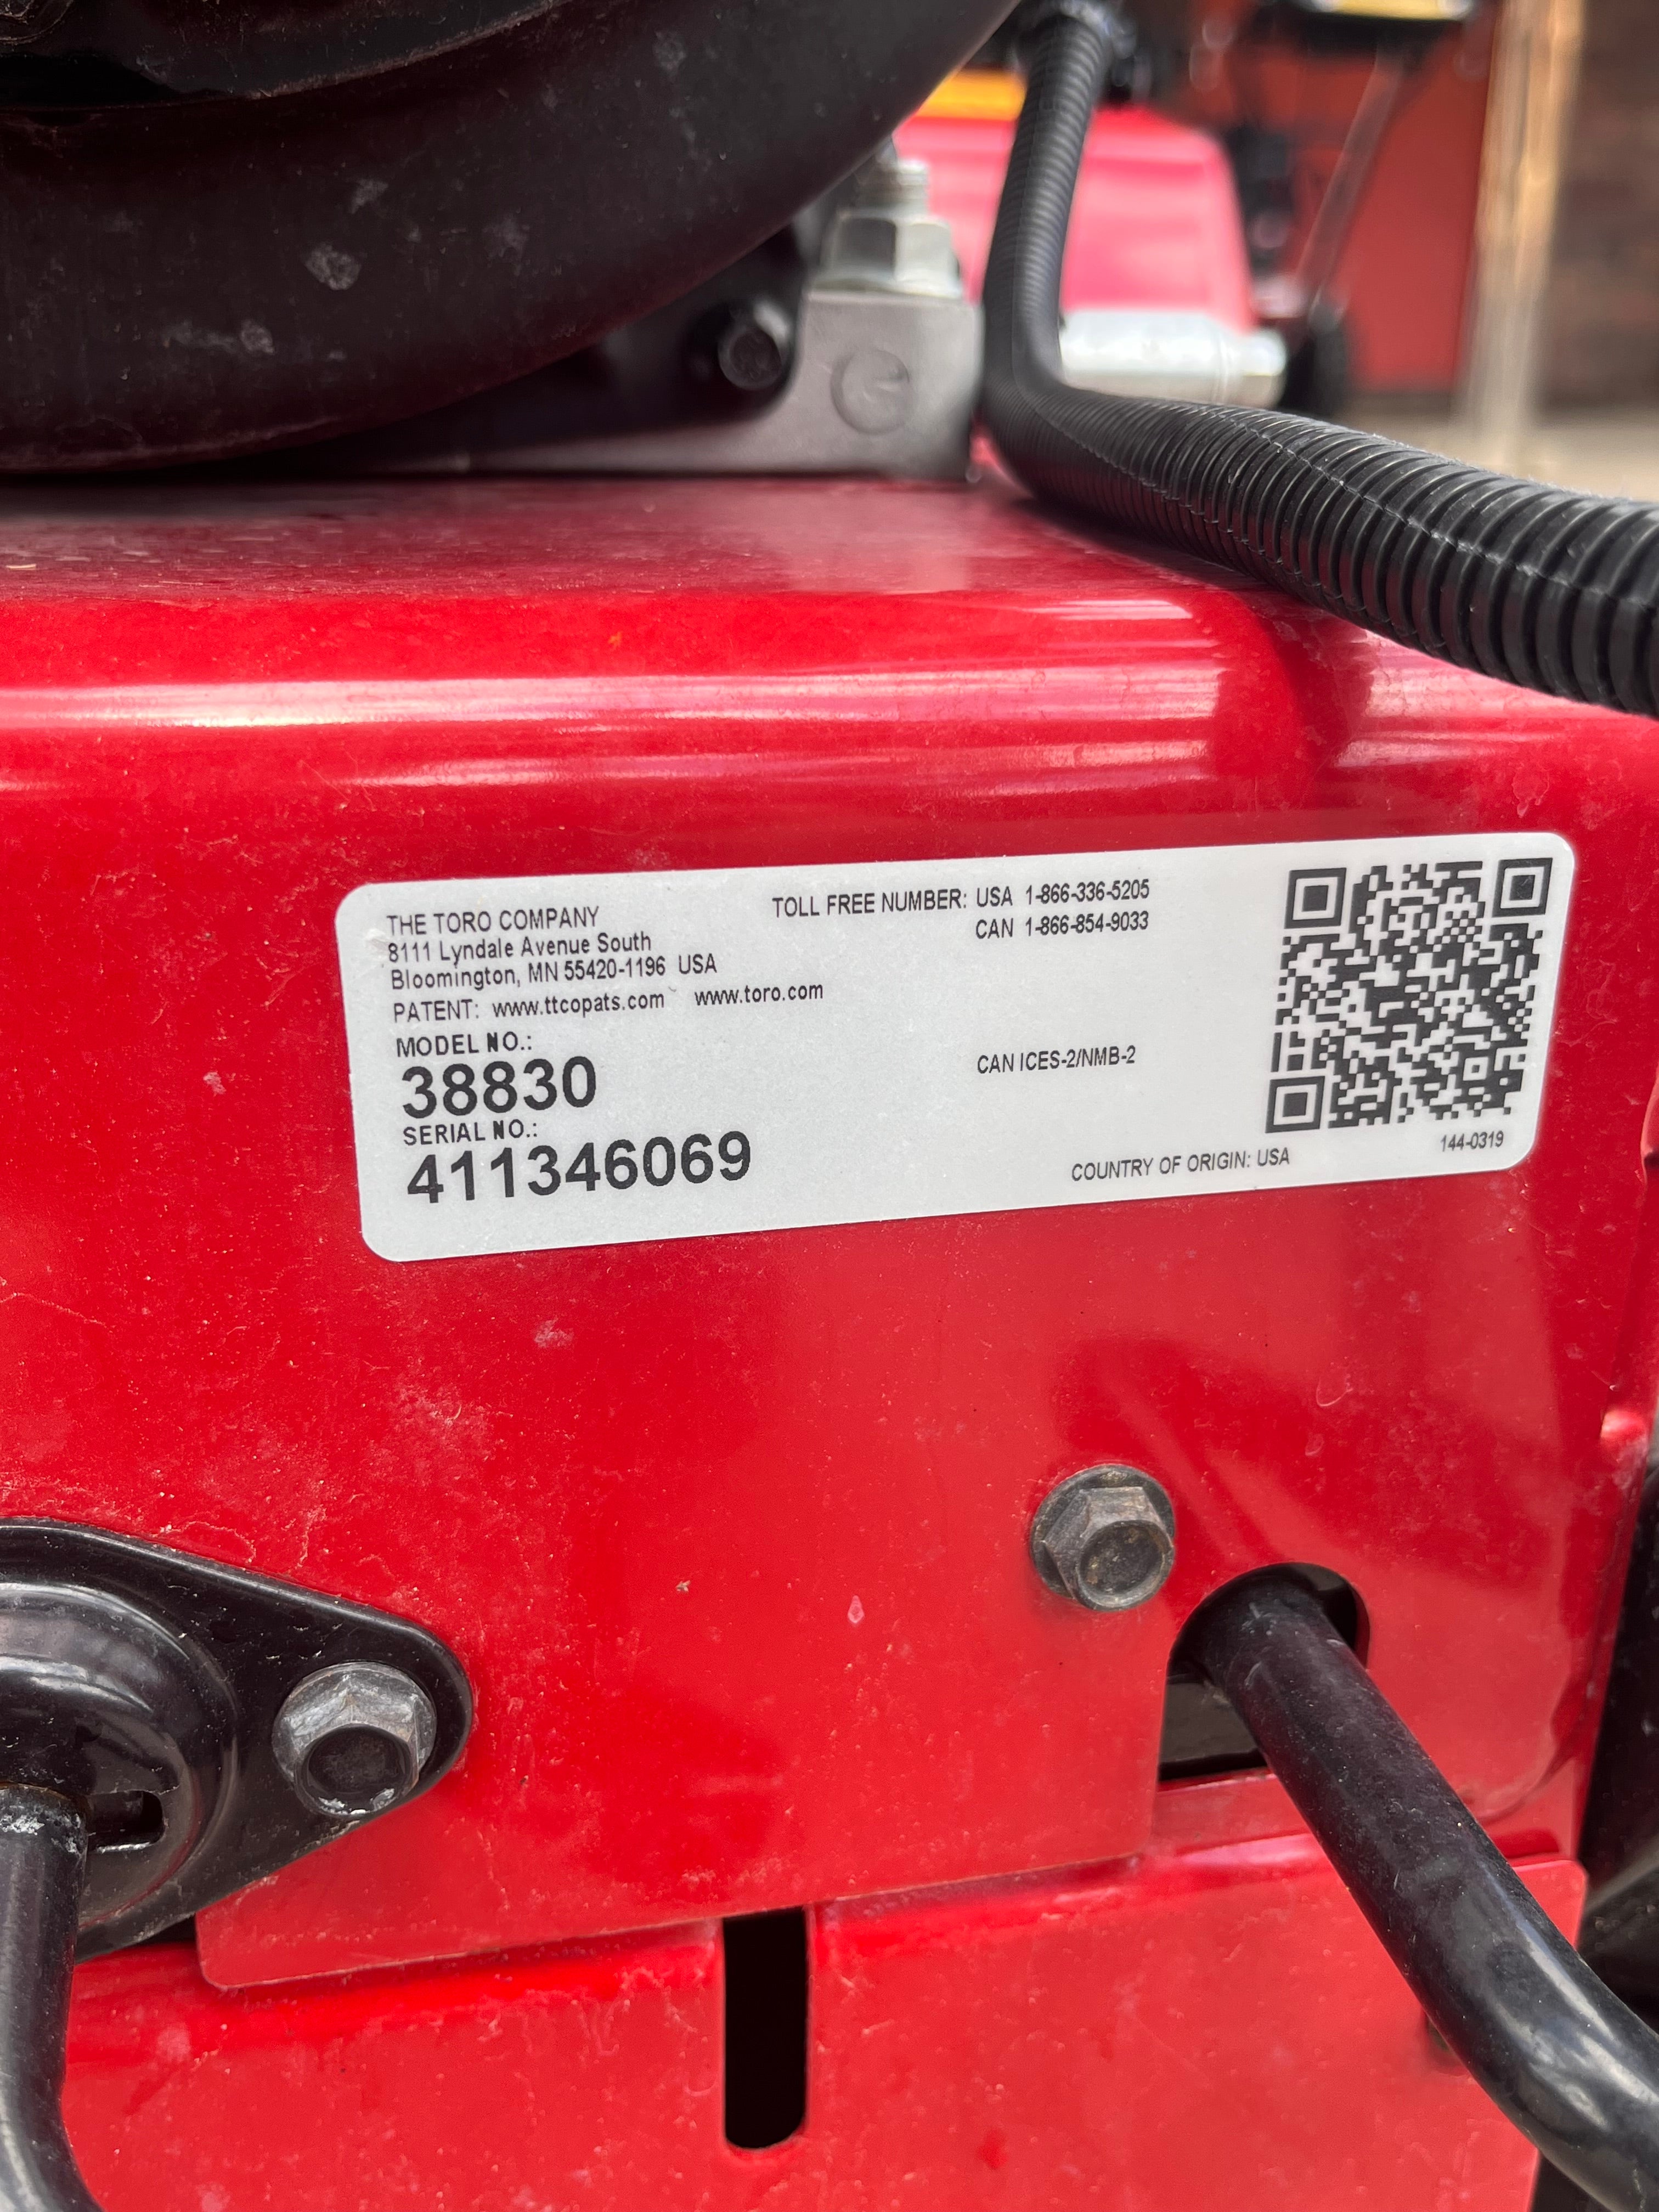 THE TORO COMPANY
8111 Lyndale Avenue South
Bloomington, MN 55420-1196 USA
PATENT: www.ttcopats.com www.toro.com
TOLL FREE NUMBER: USA 1-866-336-5205
CAN 1-866-854-9033
MODEL NO.:
38830
SERIAL NO.:
411346069
CAN ICES-2/NMB-2
COUNTRY OF ORIGIN: USA
144-0319